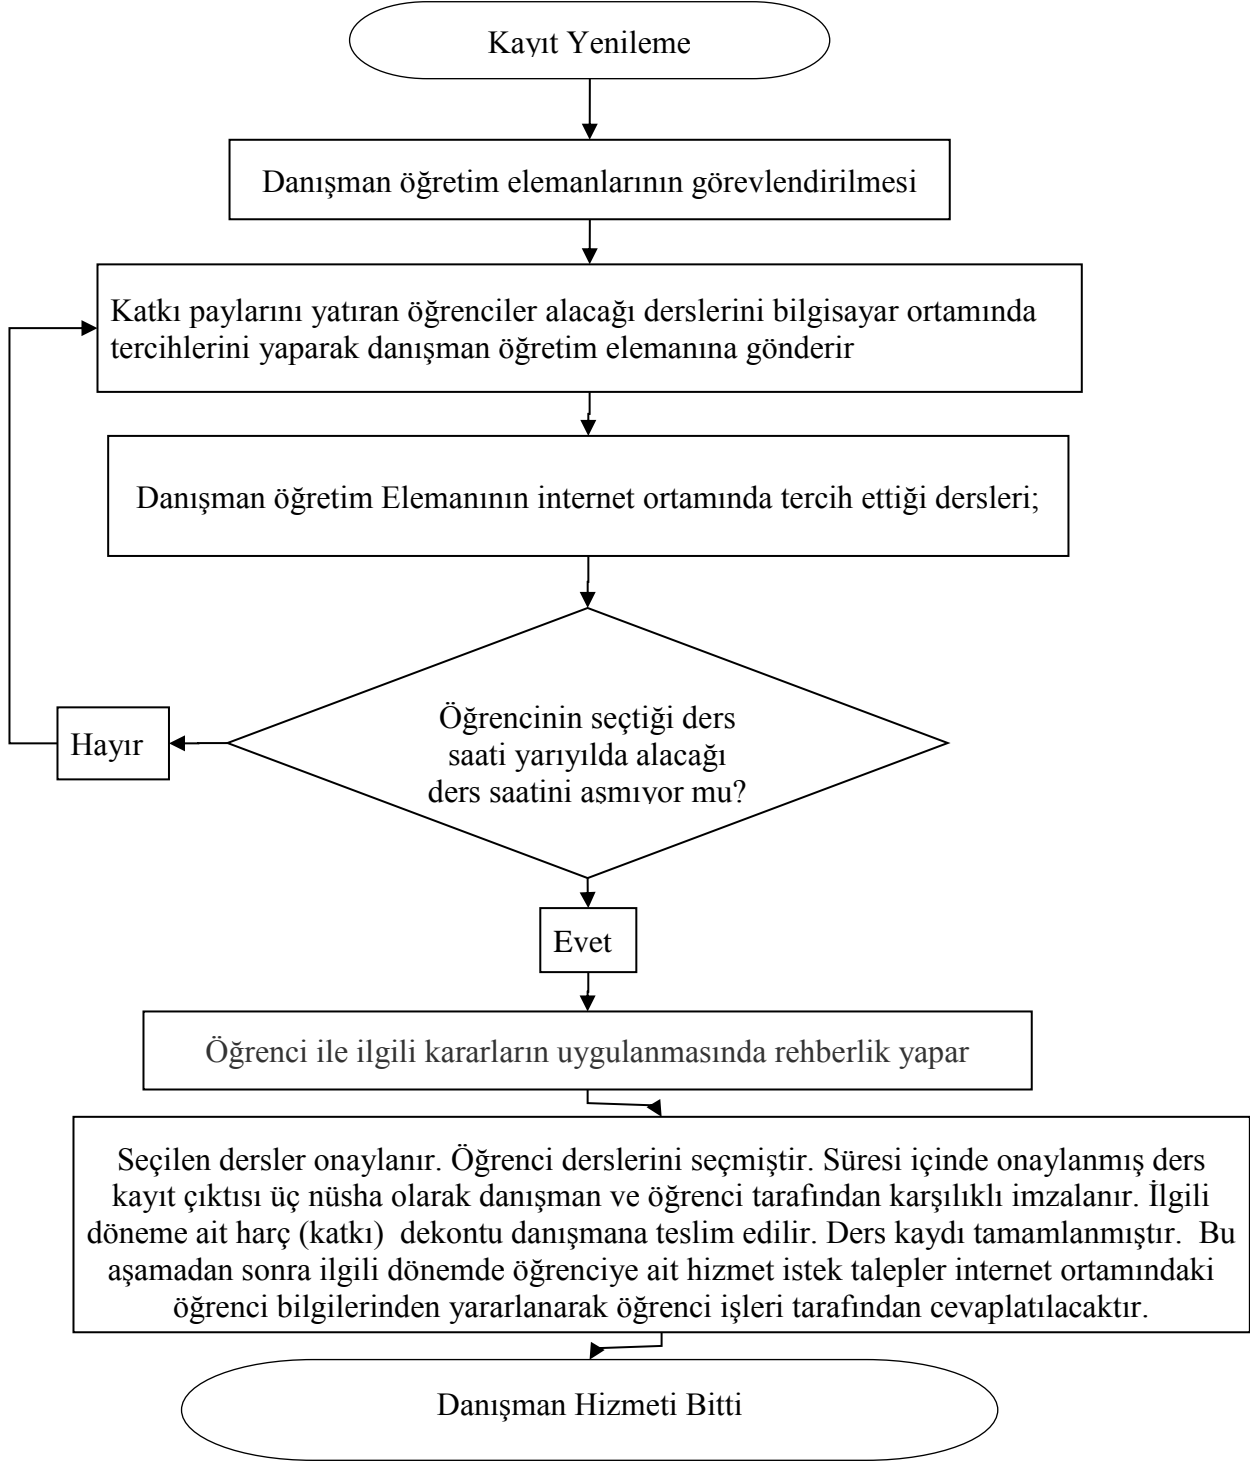 Kayıt Yenileme
Danışman öğretim elemanlarının görevlendirilmesi
Katkı paylarını yatıran öğrenciler alacağı derslerini bilgisayar ortamında
tercihlerini yaparak danışman öğretim elemanına gönderir
Danışman öğretim Elemanının internet ortamında tercih ettiği dersleri;
Öğrencinin seçtiği ders
saati yarıyılda alacağı
ders saatini aşmıyor mu?
Hayır
Evet
Öğrenci ile ilgili kararların uygulanmasında rehberlik yapar
Seçilen dersler onaylanır. Öğrenci derslerini seçmiştir. Süresi içinde onaylanmış ders
kayıt çıktısı üç nüsha olarak danışman ve öğrenci tarafından karşılıklı imzalanır. İlgili
döneme ait harç (katkı)  dekontu danışmana teslim edilir. Ders kaydı tamamlanmıştır.  Bu
aşamadan sonra ilgili dönemde öğrenciye ait hizmet istek talepler internet ortamındaki
öğrenci bilgilerinden yararlanarak öğrenci işleri tarafından cevaplatılacaktır.
Danışman Hizmeti Bitti